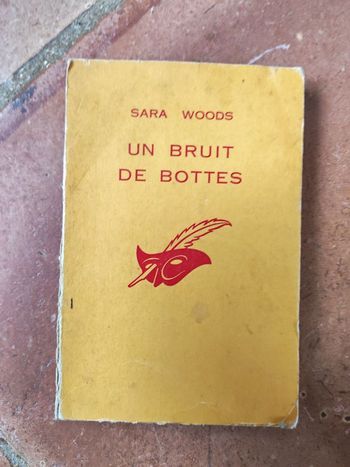 SARA WOODS
UN BRUIT
DE BOTTES